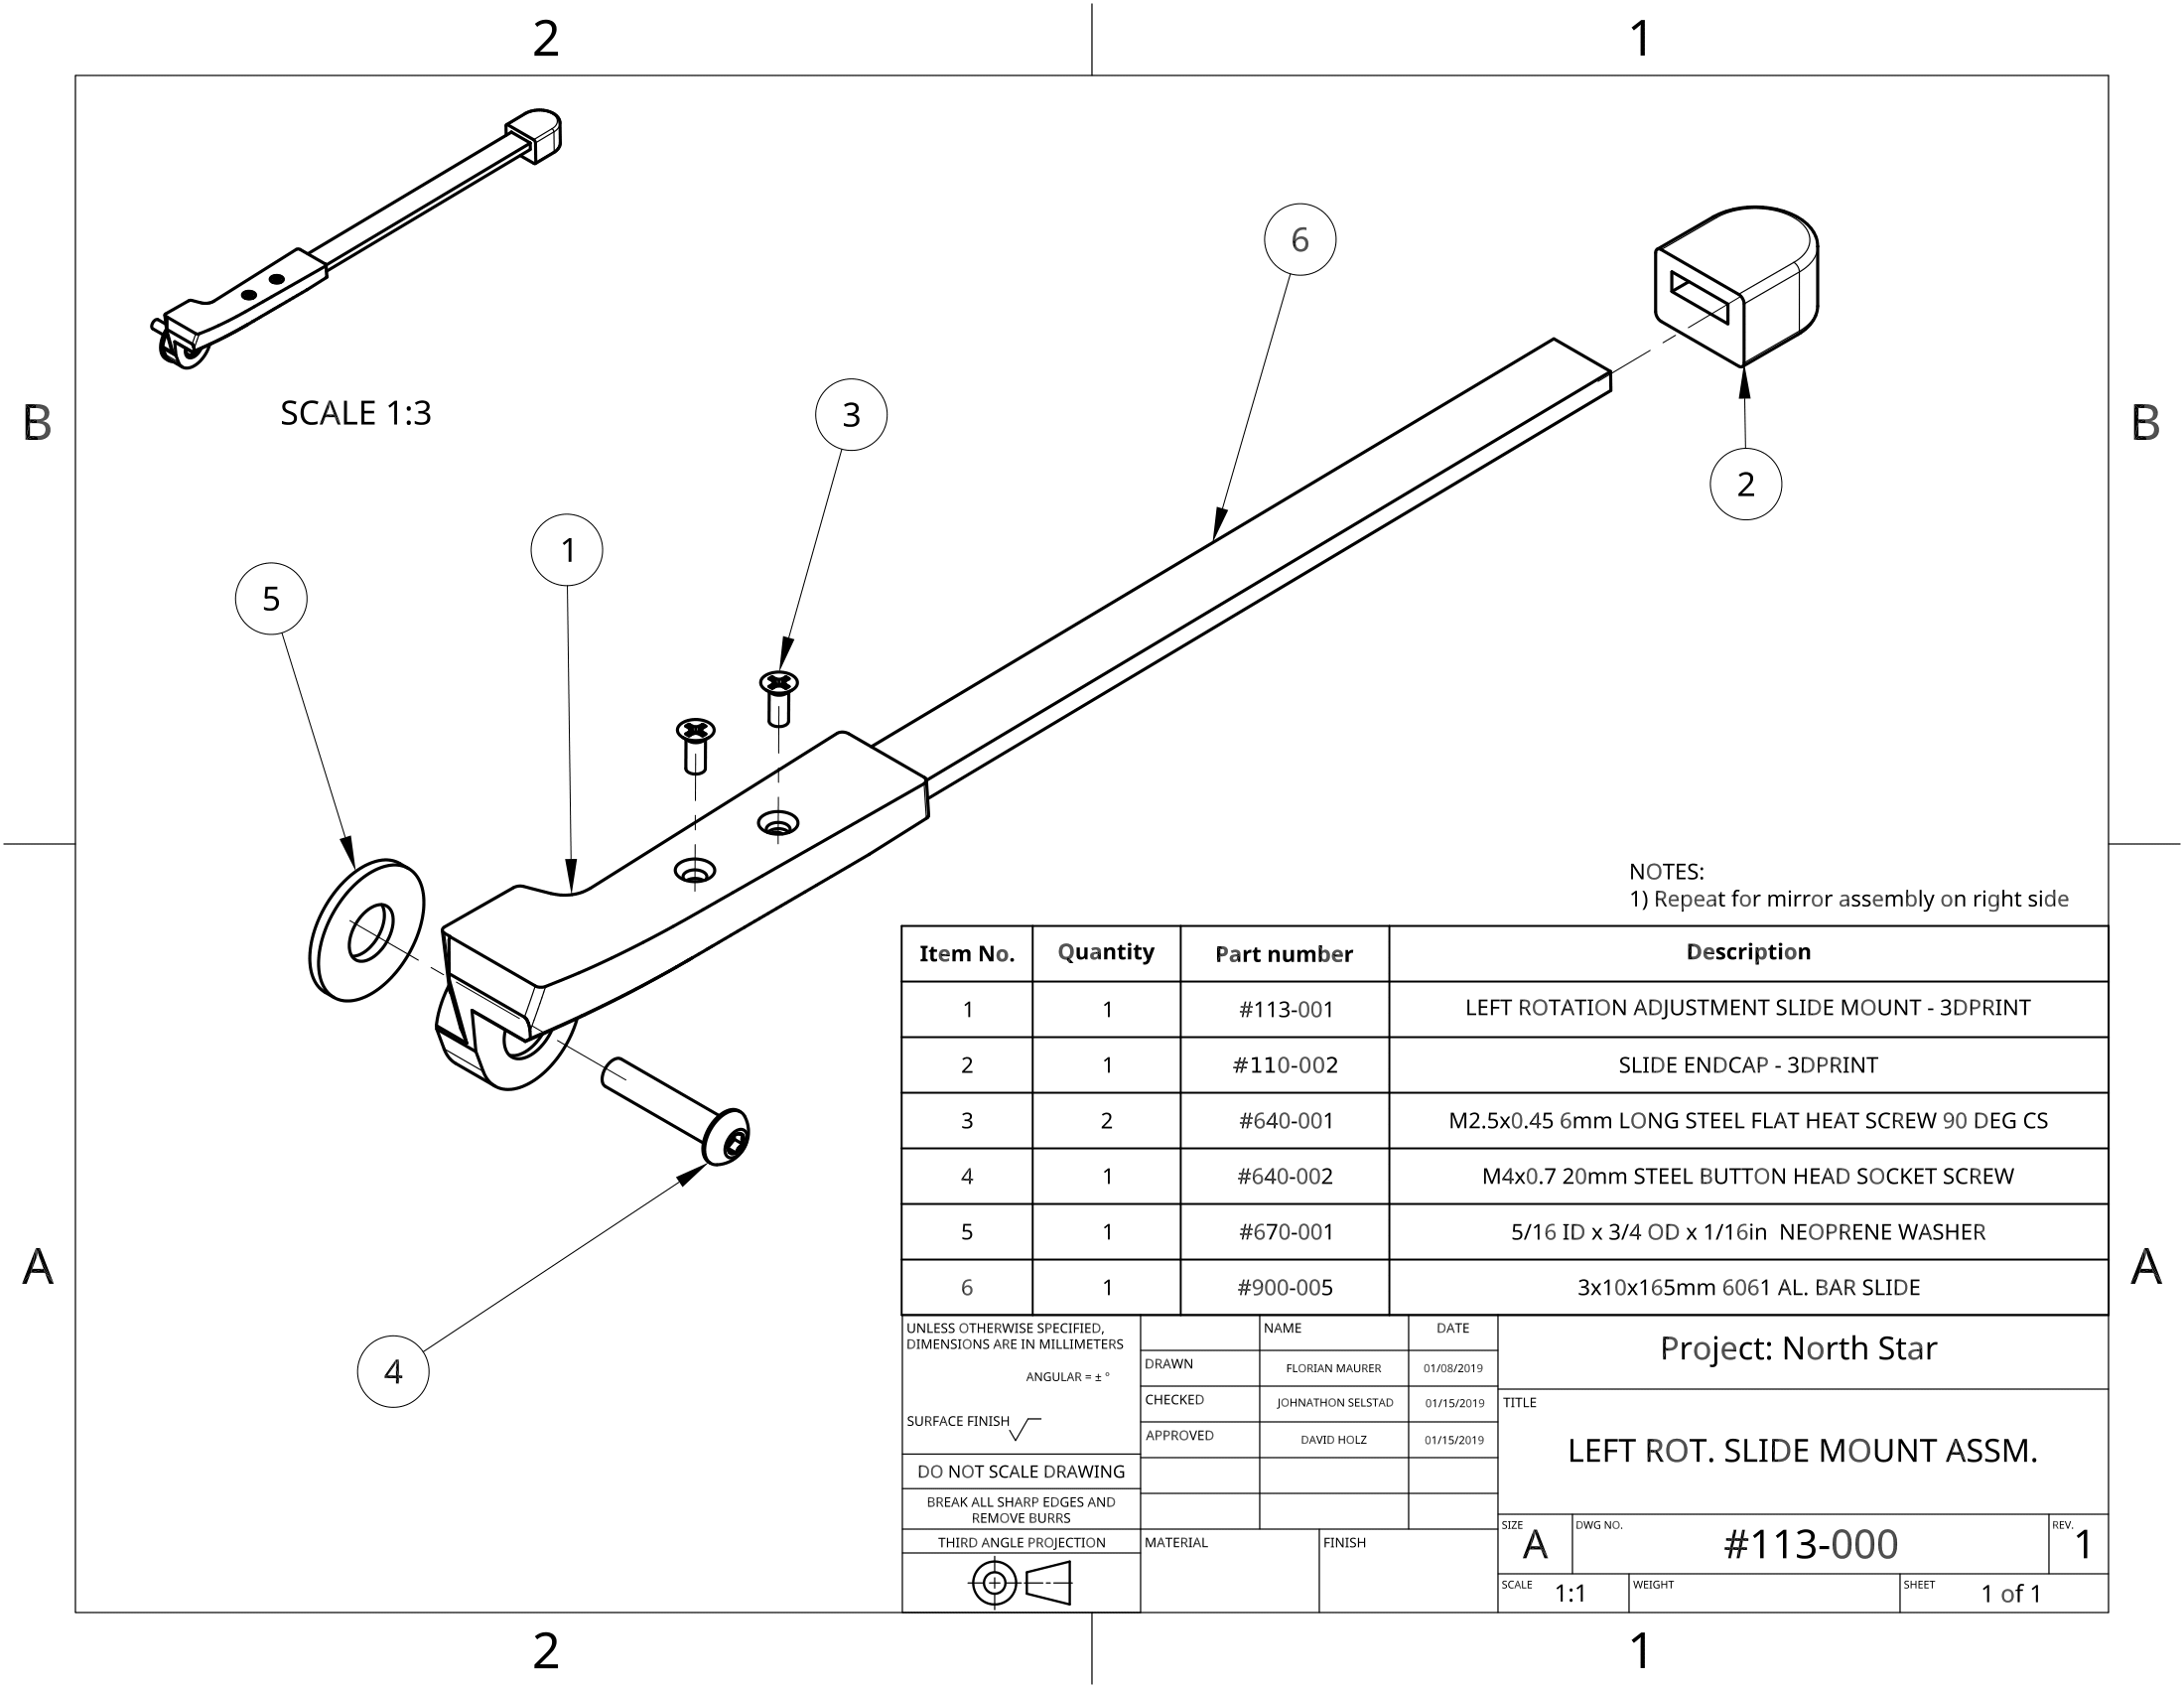 2 1
SCALE 1:3
6
3
2
1
5
4
B B
A A
NOTES:
1) Repeat for mirror assembly on right side
Item No. Quantity Part number Description
1 1 #113-001 LEFT ROTATION ADJUSTMENT SLIDE MOUNT - 3DPRINT
2 1 #110-002 SLIDE ENDCAP - 3DPRINT
3 2 #640-001 M2.5x0.45 6mm LONG STEEL FLAT HEAT SCREW 90 DEG CS
4 1 #640-002 M4x0.7 20mm STEEL BUTTON HEAD SOCKET SCREW
5 1 #670-001 5/16 ID x 3/4 OD x 1/16in NEOPRENE WASHER
6 1 #900-005 3x10x165mm 6061 AL. BAR SLIDE
UNLESS OTHERWISE SPECIFIED,
DIMENSIONS ARE IN MILLIMETERS
ANGULAR = ± °
SURFACE FINISH
DO NOT SCALE DRAWING
BREAK ALL SHARP EDGES AND
REMOVE BURRS
THIRD ANGLE PROJECTION
NAME DATE
DRAWN FLORIAN MAURER 01/08/2019
CHECKED JOHNATHON SELSTAD 01/15/2019
APPROVED DAVID HOLZ 01/15/2019
MATERIAL FINISH
Project: North Star
TITLE
LEFT ROT. SLIDE MOUNT ASSM.
SIZE A DWG NO. #113-000 REV. 1
SCALE 1:1 WEIGHT SHEET 1 of 1
2 1